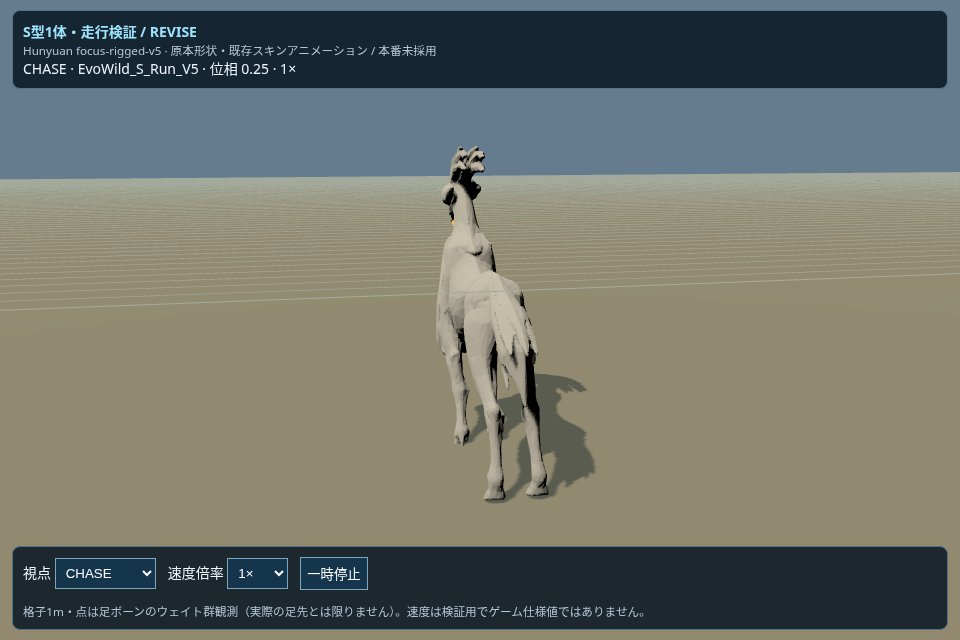 S型1体・走行検証 / REVISE
Hunyuan focus-rigged-v5 · 原本形状・既存スキンアニメーション / 本番未採用
CHASE · EvoWild_S_Run_V5 · 位相 0.25 · 1×
視点 CHASE 速度倍率 1× 一時停止
格子1m・点は足ボーンのウェイト群観測（実際の足先とは限りません）。速度は検証用でゲーム仕様値ではありません。